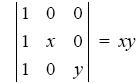 | 1 0 0 |
| 1 x 0 | = xy
| 1 0 y |